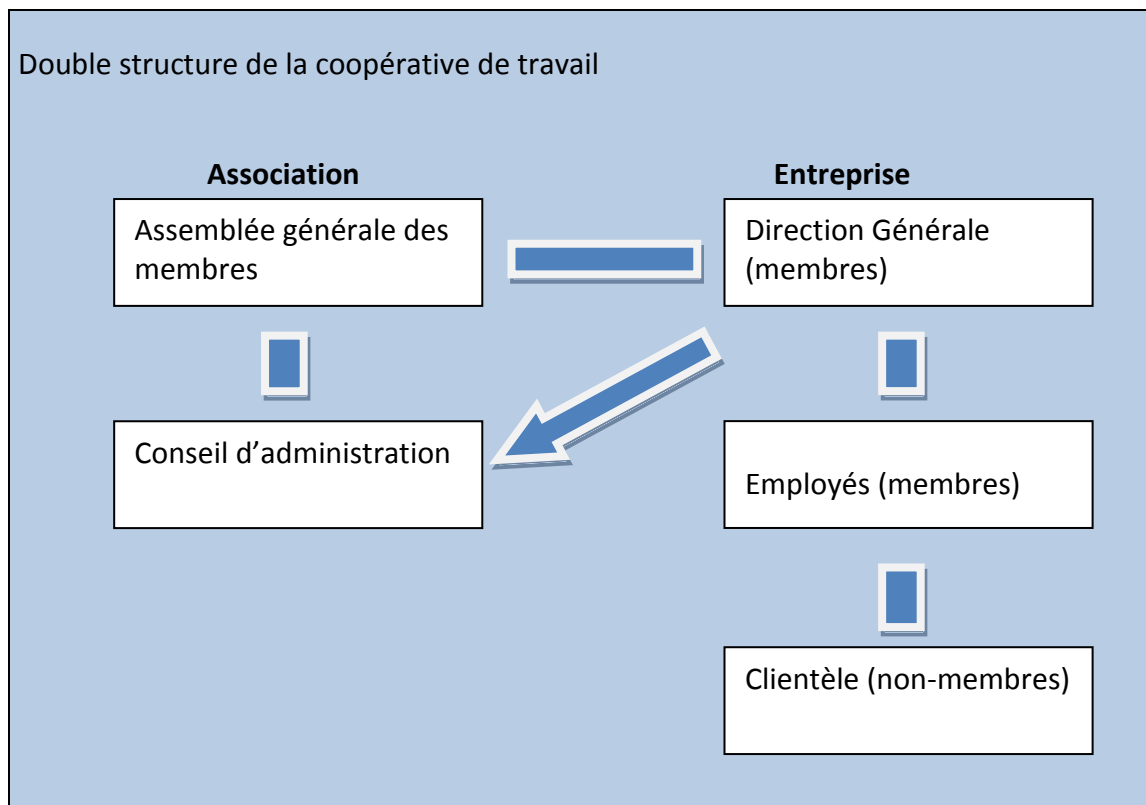 Double structure de la coopérative de travail
Association
Assemblée générale des
membres
Conseil d’administration
Entreprise
Direction Générale
(membres)
Employés (membres)
Clientèle (non-membres)